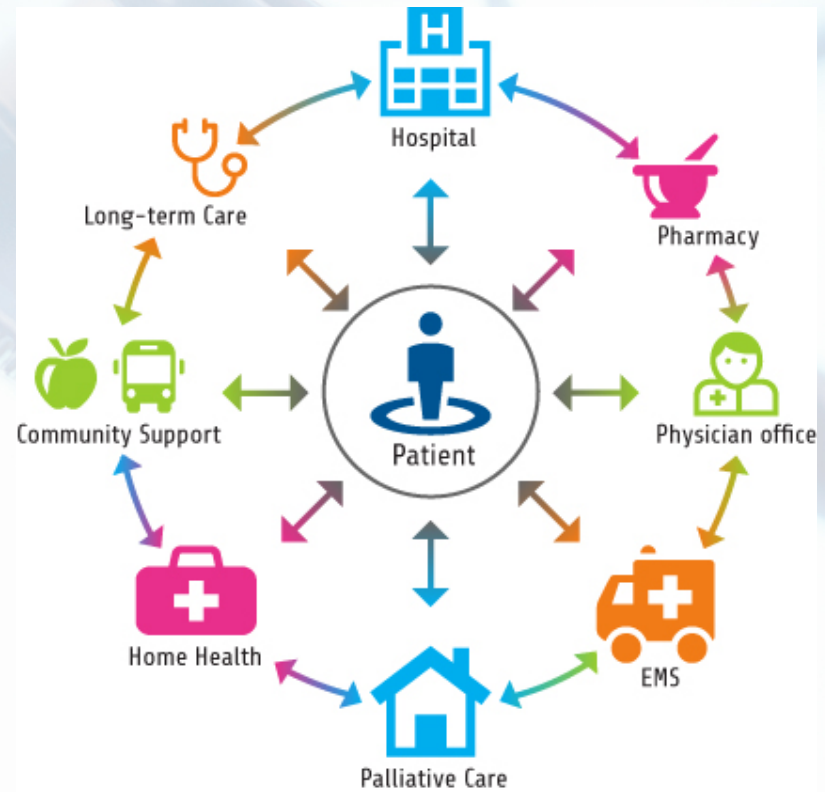 H
Hospital
Long-term Care
Pharmacy
Community Support
Patient
Physician office
Home Health
EMS
Palliative Care